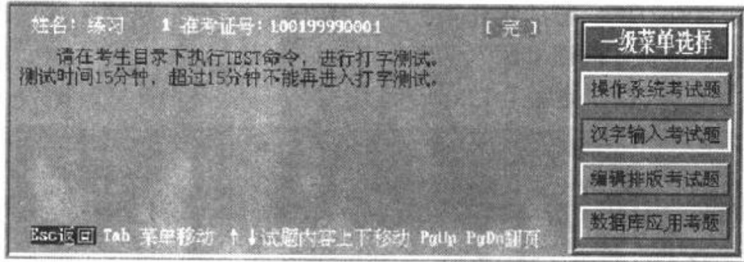 姓名：练习 1 准考证号：100199990001 [ 完 ]
请在考生目录下执行TEST命令，进行打字测试。
测试时间15分钟，超过15分钟不能再进入打字测试。
Esc返回 Tab 菜单移动 ↑↓试题内容上下移动 PgUp PgDn翻页
一级菜单选择
操作系统考试题
汉字输入考试题
编辑排版考试题
数据库应用考题